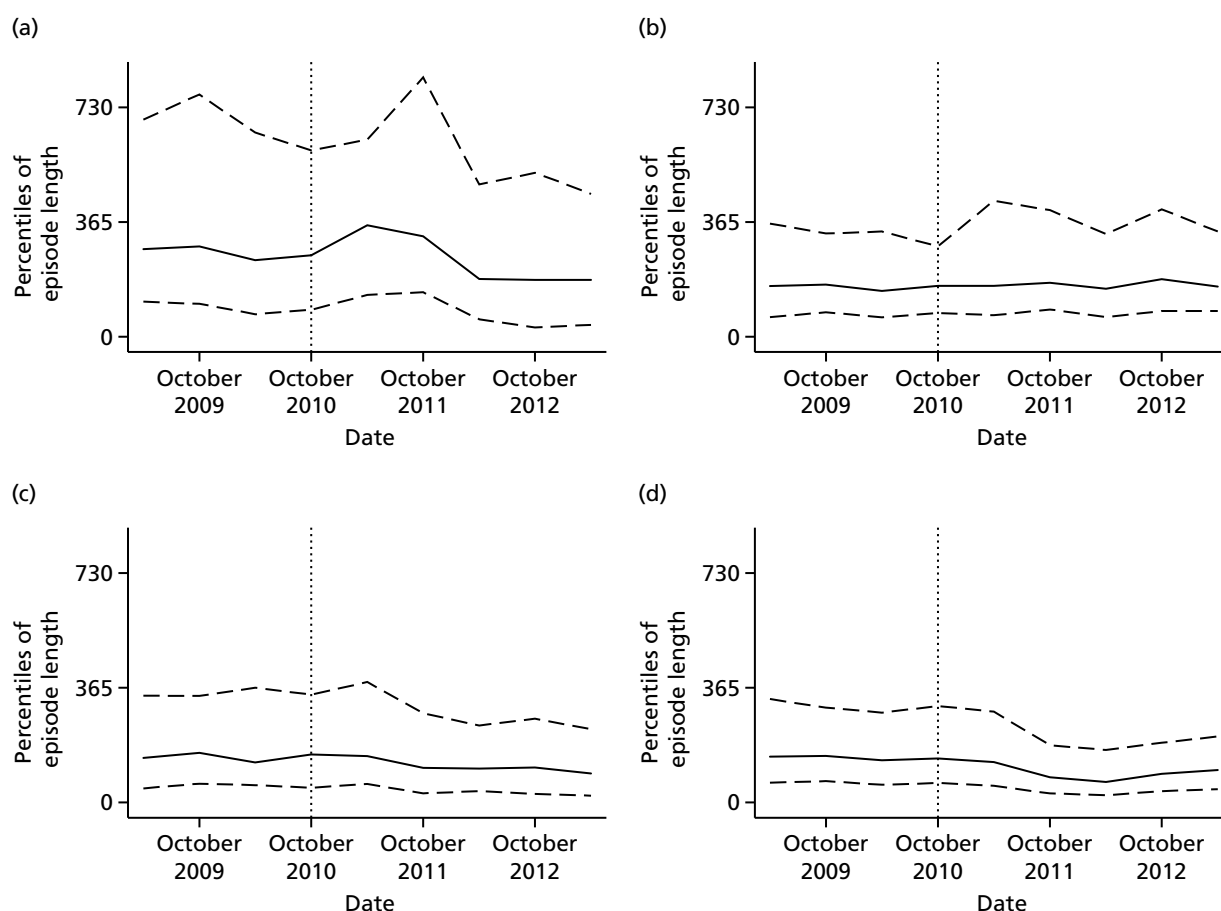 (a)
Percentiles of
episode length
730
365
0
October
2009
October
2010
October
2011
October
2012
Date
(b)
Percentiles of
episode length
730
365
0
October
2009
October
2010
October
2011
October
2012
Date
(c)
Percentiles of
episode length
730
365
0
October
2009
October
2010
October
2011
October
2012
Date
(d)
Percentiles of
episode length
730
365
0
October
2009
October
2010
October
2011
October
2012
Date